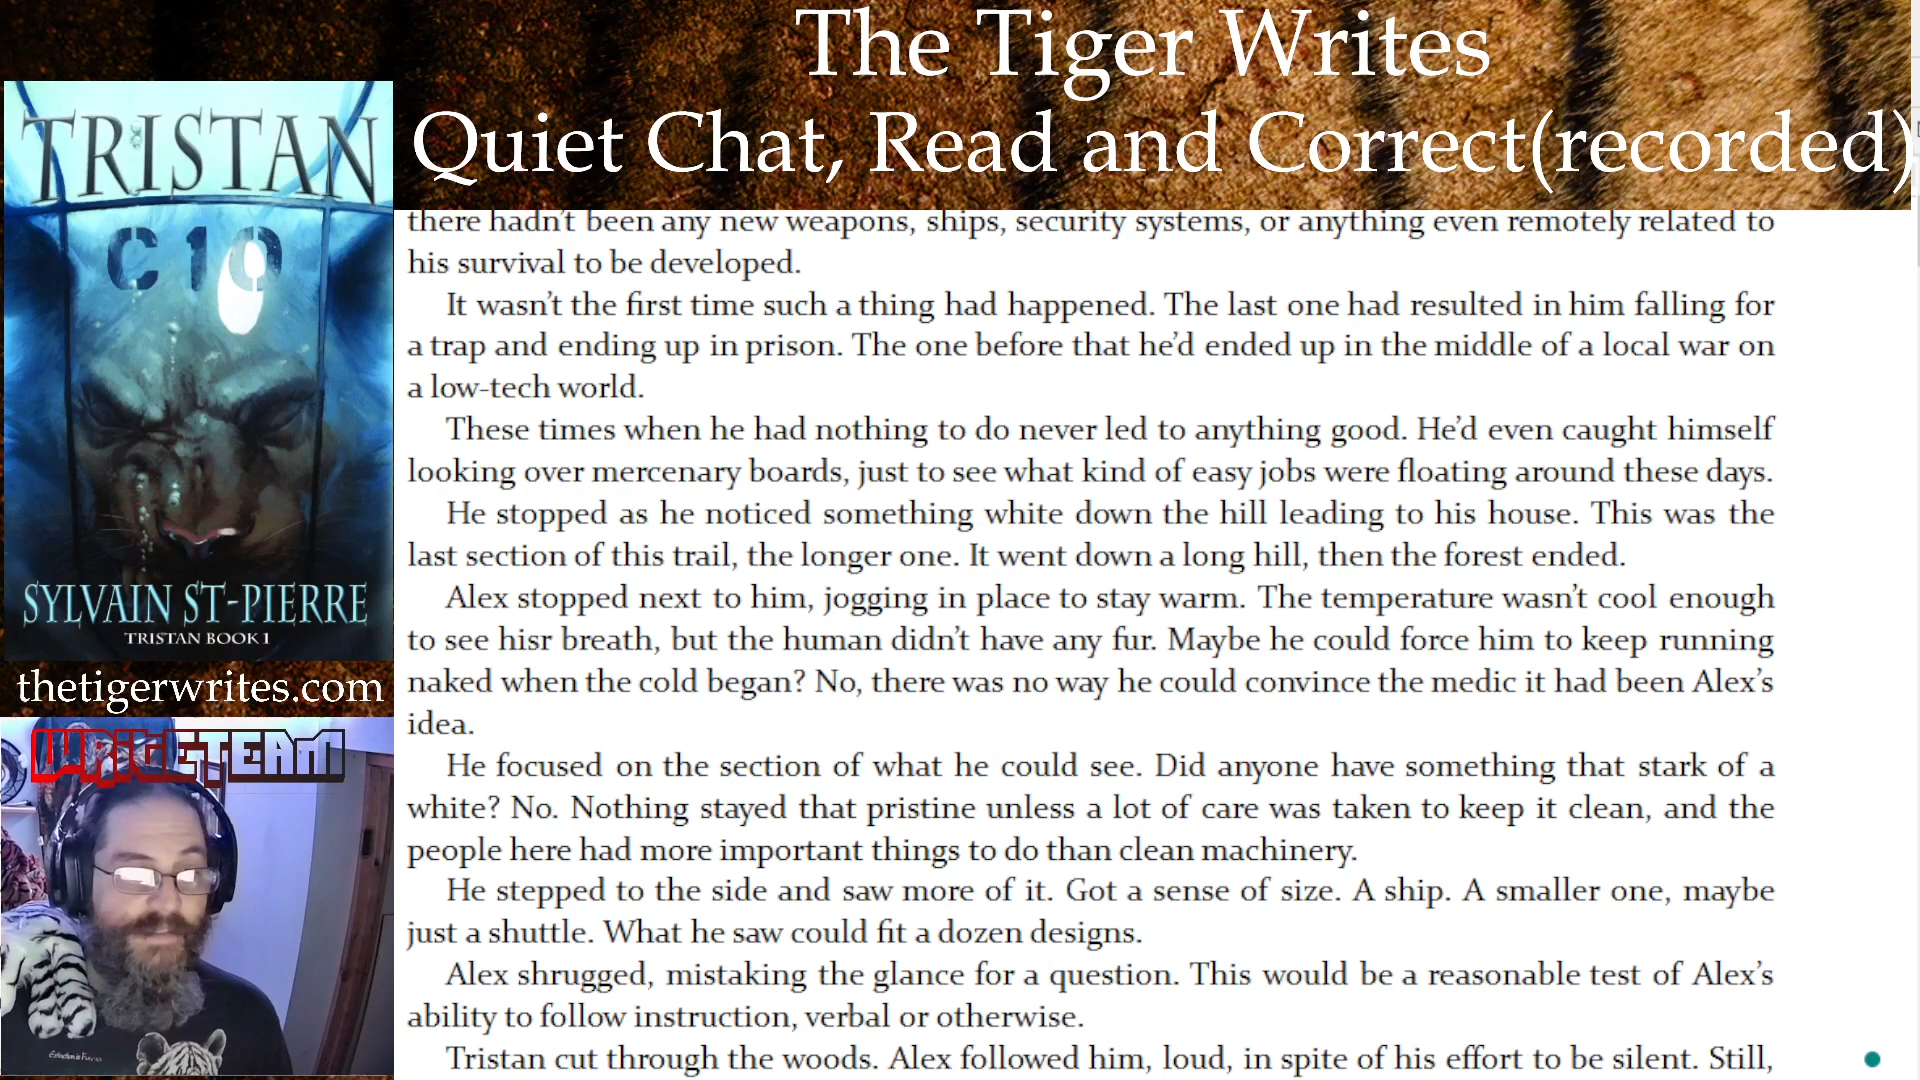 The Tiger Writes
Quiet Chat, Read and Correct(recorded)
TRISTAN
C10
SYLVAIN ST-PIERRE
TRISTAN BOOK 1
thetigerwrites.com
WRiTETEAM
there hadn't been any new weapons, ships, security systems, or anything even remotely related to
his survival to be developed.
It wasn't the first time such a thing had happened. The last one had resulted in him falling for
a trap and ending up in prison. The one before that he'd ended up in the middle of a local war on
a low-tech world.
These times when he had nothing to do never led to anything good. He'd even caught himself
looking over mercenary boards, just to see what kind of easy jobs were floating around these days.
He stopped as he noticed something white down the hill leading to his house. This was the
last section of this trail, the longer one. It went down a long hill, then the forest ended.
Alex stopped next to him, jogging in place to stay warm. The temperature wasn't cool enough
to see hisr breath, but the human didn't have any fur. Maybe he could force him to keep running
naked when the cold began? No, there was no way he could convince the medic it had been Alex's
idea.
He focused on the section of what he could see. Did anyone have something that stark of a
white? No. Nothing stayed that pristine unless a lot of care was taken to keep it clean, and the
people here had more important things to do than clean machinery.
He stepped to the side and saw more of it. Got a sense of size. A ship. A smaller one, maybe
just a shuttle. What he saw could fit a dozen designs.
Alex shrugged, mistaking the glance for a question. This would be a reasonable test of Alex's
ability to follow instruction, verbal or otherwise.
Tristan cut through the woods. Alex followed him, loud, in spite of his effort to be silent. Still,